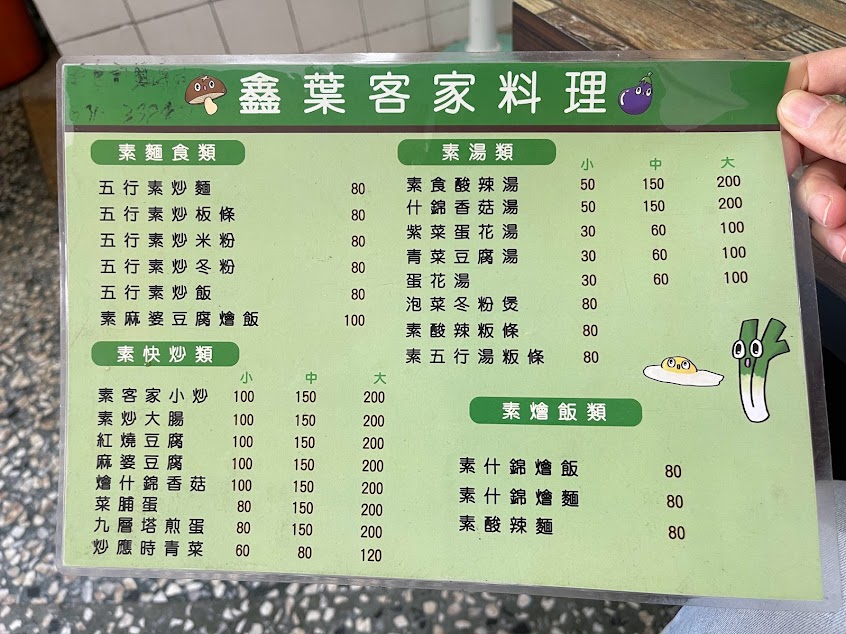 鑫葉客家料理
素麵食類
五行素炒麵 80
五行素炒板條 80
五行素炒米粉 80
五行素炒冬粉 80
五行素炒飯 80
素麻婆豆腐燴飯 100
素快炒類
小 中 大
素客家小炒 100 150 200
素炒大腸 100 150 200
紅燒豆腐 100 150 200
麻婆豆腐 100 150 200
燴什錦香菇 100 150 200
菜脯蛋 80 150 200
九層塔煎蛋 80 150 200
炒應時青菜 60 80 120
素湯類
小 中 大
素食酸辣湯 50 150 200
什錦香菇湯 50 150 200
紫菜蛋花湯 30 60 100
青菜豆腐湯 30 60 100
蛋花湯 30 60 100
泡菜冬粉煲 80
素酸辣粄條 80
素五行湯粄條 80
素燴飯類
素什錦燴飯 80
素什錦燴麵 80
素酸辣麵 80